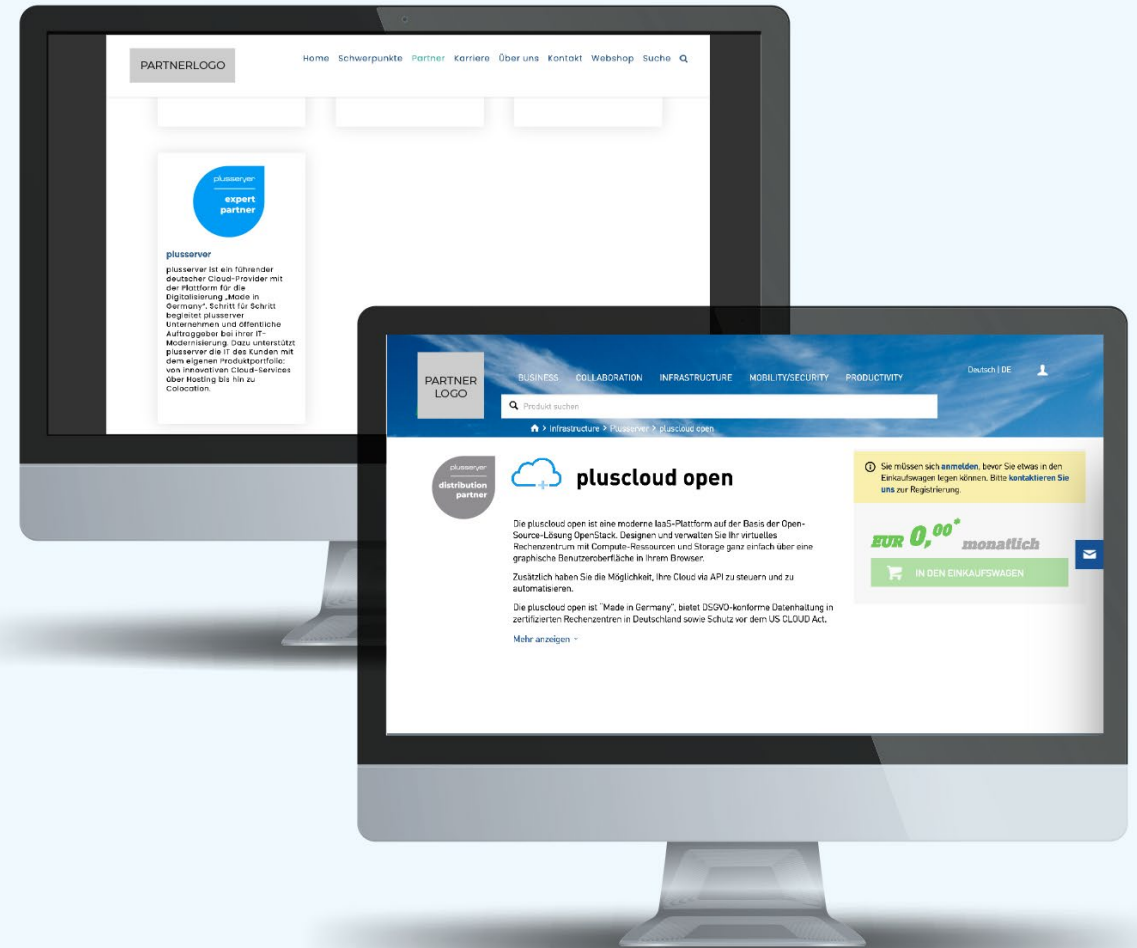 PARTNERLOGO
Home Schwerpunkte Partner Karriere Über uns Kontakt Webshop Suche
plusserver
expert
partner
plusserver
plusserver ist ein führender
deutscher Cloud-Provider mit
der Plattform für die
Digitalisierung „Made in
Germany“. Schritt für Schritt
begleitet plusserver
Unternehmen und öffentliche
Auftraggeber bei ihrer IT-
Modernisierung. Dazu unterstützt
plusserver die IT des Kunden mit
dem eigenen Produktportfolio:
von innovativen Cloud-Services
über Hosting bis hin zu
Colocation.
PARTNER
LOGO
BUSINESS COLLABORATION INFRASTRUCTURE MOBILITY/SECURITY PRODUCTIVITY
Deutsch | DE
Produkt suchen
> Infrastructure > Plusserver > pluscloud open
plusserver
distribution
partner
pluscloud open
Die pluscloud open ist eine moderne IaaS-Plattform auf der Basis der Open-
Source-Lösung OpenStack. Designen und verwalten Sie Ihr virtuelles
Rechenzentrum mit Compute-Ressourcen und Storage ganz einfach über eine
graphische Benutzeroberfläche in Ihrem Browser.
Zusätzlich haben Sie die Möglichkeit, Ihre Cloud via API zu steuern und zu
automatisieren.
Die pluscloud open ist "Made in Germany", bietet DSGVO-konforme Datenhaltung in
zertifizierten Rechenzentren in Deutschland sowie Schutz vor dem US CLOUD Act.
Mehr anzeigen
Sie müssen sich anmelden, bevor Sie etwas in den
Einkaufswagen legen können. Bitte kontaktieren Sie
uns zur Registrierung.
EUR 0,00* monatlich
IN DEN EINKAUFSWAGEN